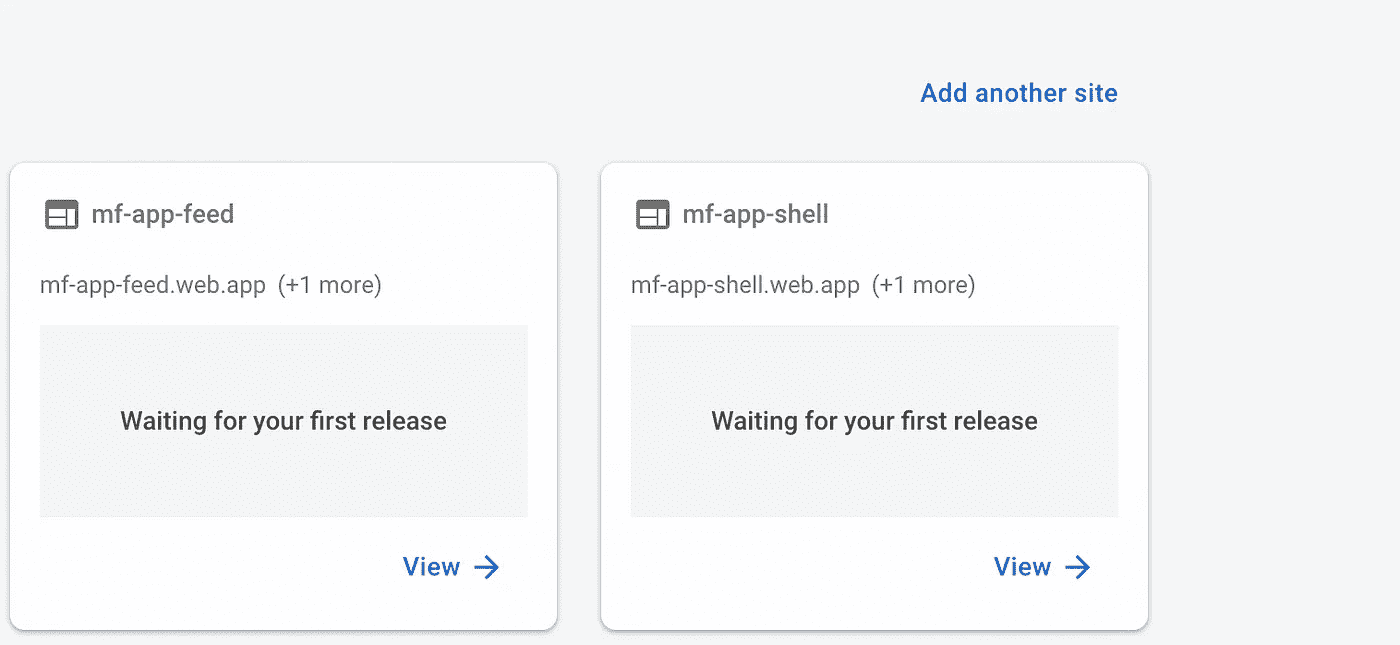 Add another site
mf-app-feed
mf-app-feed.web.app (+1 more)
Waiting for your first release
View
mf-app-shell
mf-app-shell.web.app (+1 more)
Waiting for your first release
View